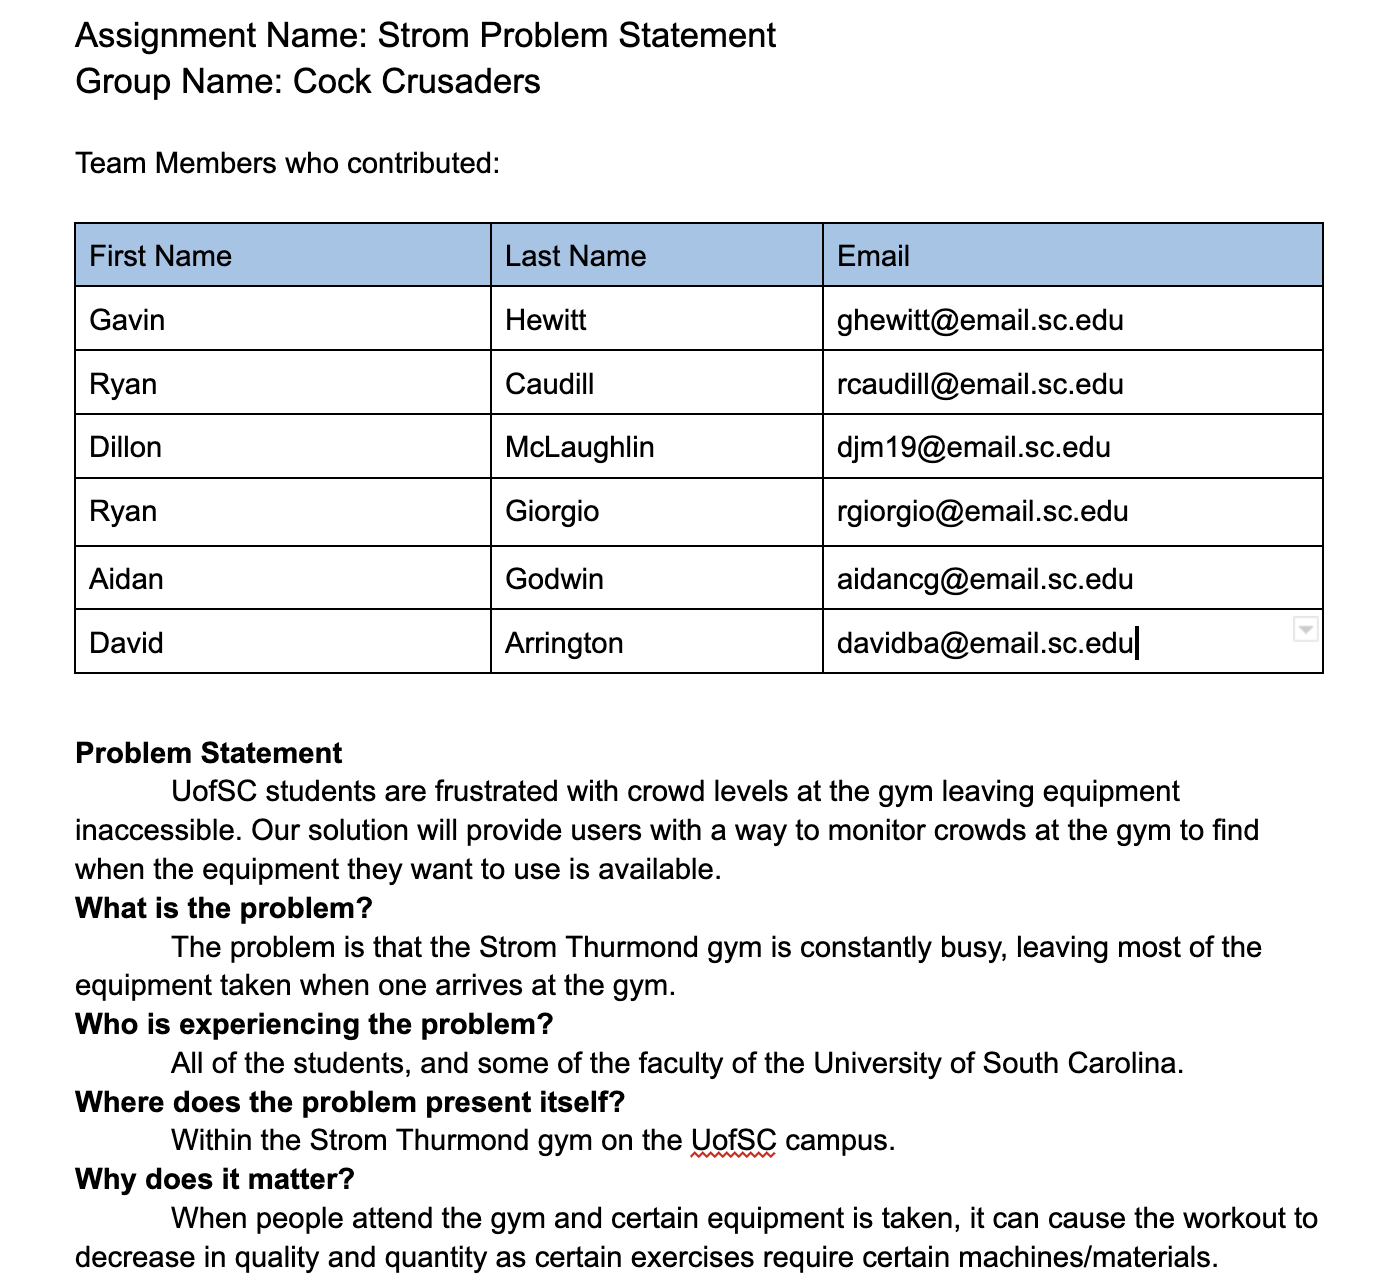 Assignment Name: Strom Problem Statement
Group Name: Cock Crusaders
Team Members who contributed:
First Name Last Name Email
Gavin Hewitt ghewitt@email.sc.edu
Ryan Caudill rcaudill@email.sc.edu
Dillon McLaughlin djm19@email.sc.edu
Ryan Giorgio rgiorgio@email.sc.edu
Aidan Godwin aidancg@email.sc.edu
David Arrington davidba@email.sc.edu
Problem Statement
UofSC students are frustrated with crowd levels at the gym leaving equipment
inaccessible. Our solution will provide users with a way to monitor crowds at the gym to find
when the equipment they want to use is available.
What is the problem?
The problem is that the Strom Thurmond gym is constantly busy, leaving most of the
equipment taken when one arrives at the gym.
Who is experiencing the problem?
All of the students, and some of the faculty of the University of South Carolina.
Where does the problem present itself?
Within the Strom Thurmond gym on the UofSC campus.
Why does it matter?
When people attend the gym and certain equipment is taken, it can cause the workout to
decrease in quality and quantity as certain exercises require certain machines/materials.